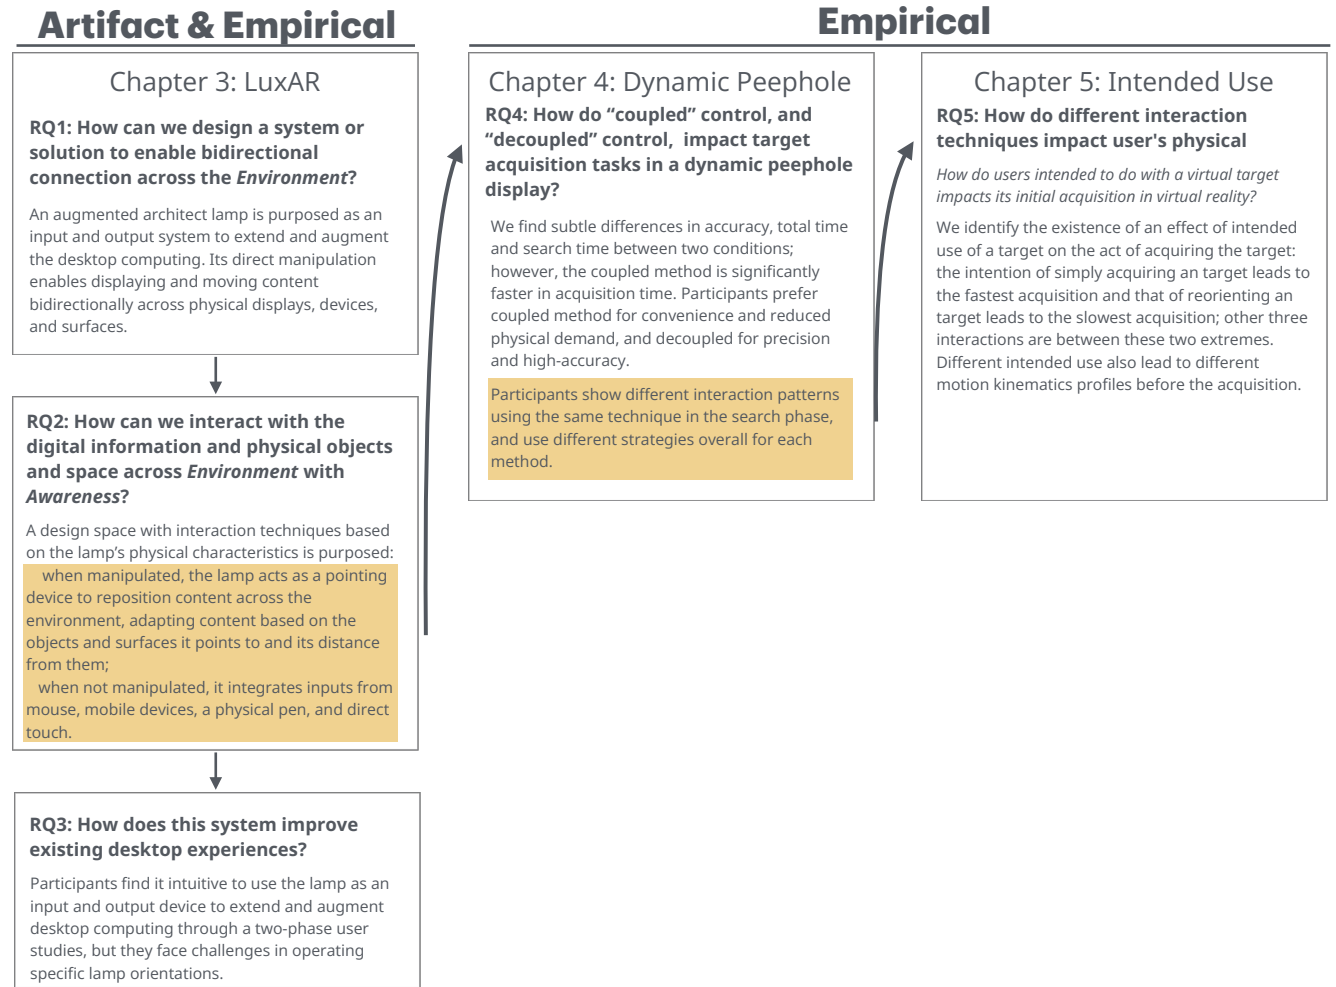 Artifact & Empirical
Chapter 3: LuxAR
RQ1: How can we design a system or
solution to enable bidirectional
connection across the Environment?
An augmented architect lamp is purposed as an
input and output system to extend and augment
the desktop computing. Its direct manipulation
enables displaying and moving content
bidirectionally across physical displays, devices,
and surfaces.
RQ2: How can we interact with the
digital information and physical objects
and space across Environment with
Awareness?
A design space with interaction techniques based
on the lamp's physical characteristics is purposed:
when manipulated, the lamp acts as a pointing
device to reposition content across the
environment, adapting content based on the
objects and surfaces it points to and its distance
from them;
when not manipulated, it integrates inputs from
mouse, mobile devices, a physical pen, and direct
touch.
RQ3: How does this system improve
existing desktop experiences?
Participants find it intuitive to use the lamp as an
input and output device to extend and augment
desktop computing through a two-phase user
studies, but they face challenges in operating
specific lamp orientations.
Empirical
Chapter 4: Dynamic Peephole
RQ4: How do “coupled” control, and
“decoupled” control, impact target
acquisition tasks in a dynamic peephole
display?
We find subtle differences in accuracy, total time
and search time between two conditions;
however, the coupled method is significantly
faster in acquisition time. Participants prefer
coupled method for convenience and reduced
physical demand, and decoupled for precision
and high-accuracy.
Participants show different interaction patterns
using the same technique in the search phase,
and use different strategies overall for each
method.
Chapter 5: Intended Use
RQ5: How do different interaction
techniques impact user's physical
How do users intended to do with a virtual target
impacts its initial acquisition in virtual reality?
We identify the existence of an effect of intended
use of a target on the act of acquiring the target:
the intention of simply acquiring an target leads to
the fastest acquisition and that of reorienting an
target leads to the slowest acquisition; other three
interactions are between these two extremes.
Different intended use also lead to different
motion kinematics profiles before the acquisition.